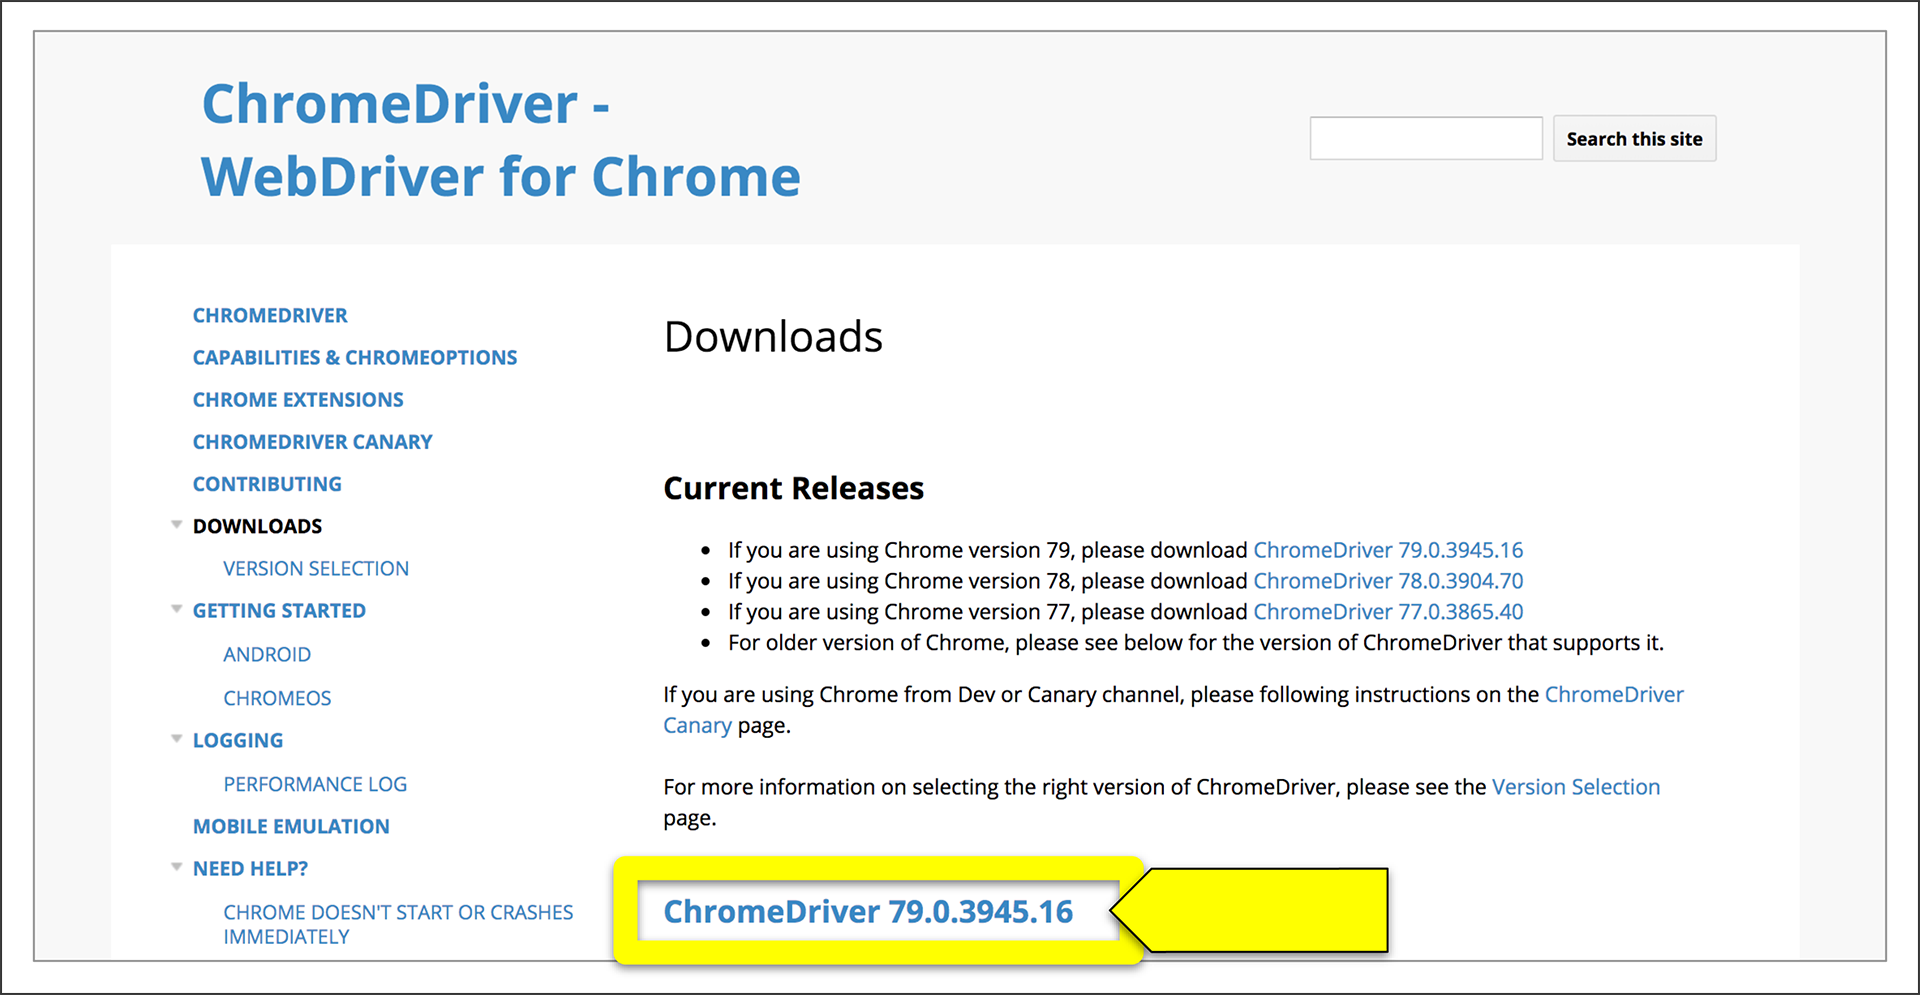 ChromeDriver -
WebDriver for Chrome
Search this site
CHROMEDRIVER
CAPABILITIES & CHROMEOPTIONS
CHROME EXTENSIONS
CHROMEDRIVER CANARY
CONTRIBUTING
DOWNLOADS
VERSION SELECTION
GETTING STARTED
ANDROID
CHROMEOS
LOGGING
PERFORMANCE LOG
MOBILE EMULATION
NEED HELP?
CHROME DOESN'T START OR CRASHES
IMMEDIATELY
Downloads
Current Releases
• If you are using Chrome version 79, please download ChromeDriver 79.0.3945.16
• If you are using Chrome version 78, please download ChromeDriver 78.0.3904.70
• If you are using Chrome version 77, please download ChromeDriver 77.0.3865.40
• For older version of Chrome, please see below for the version of ChromeDriver that supports it.
If you are using Chrome from Dev or Canary channel, please following instructions on the ChromeDriver
Canary page.
For more information on selecting the right version of ChromeDriver, please see the Version Selection
page.
ChromeDriver 79.0.3945.16